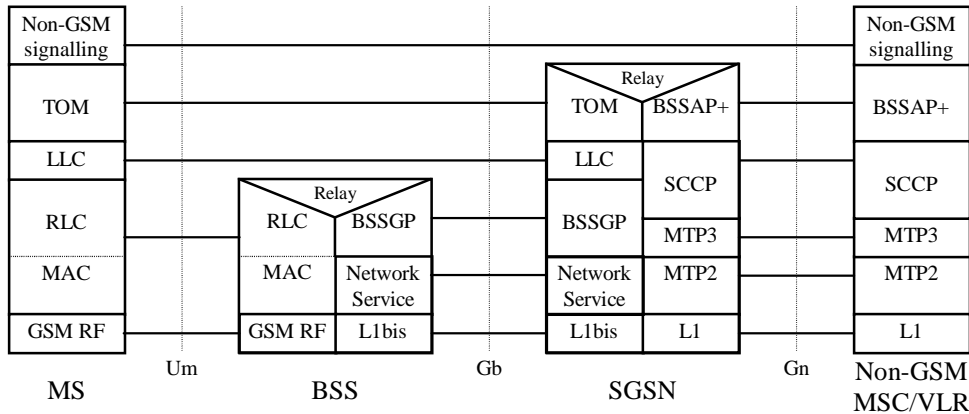 Non-GSM
signalling
Non-GSM
signalling
Relay
TOM
TOM
BSSAP+
BSSAP+
LLC
LLC
SCCP
SCCP
Relay
RLC
RLC
BSSGP
BSSGP
MTP3
MTP3
MAC
MAC
Network
Service
Network
Service
MTP2
MTP2
GSM RF
GSM RF
L1bis
L1bis
L1
L1
Um
Gb
Gn
MS
BSS
SGSN
Non-GSM
MSC/VLR